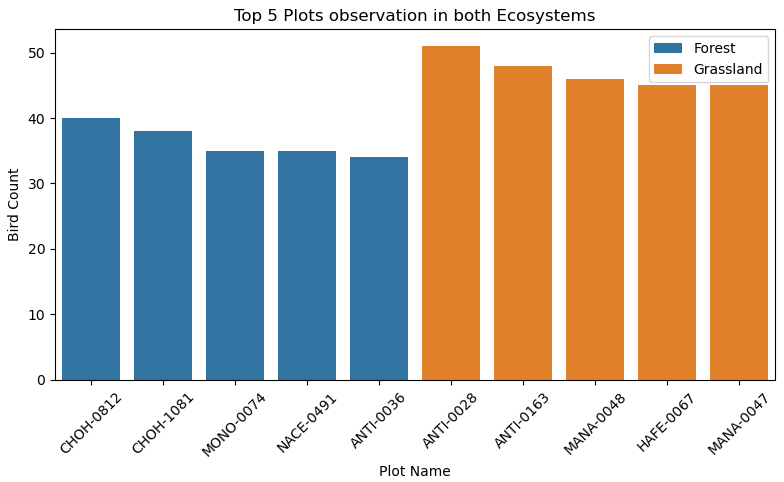 Top 5 Plots observation in both Ecosystems
Forest
Grassland
50
40
30
20
10
0
Bird Count
CHOH-0812
CHOH-1081
MONO-0074
NACE-0491
ANTI-0036
ANTI-0028
ANTI-0163
MANA-0048
HAFE-0067
MANA-0047
Plot Name